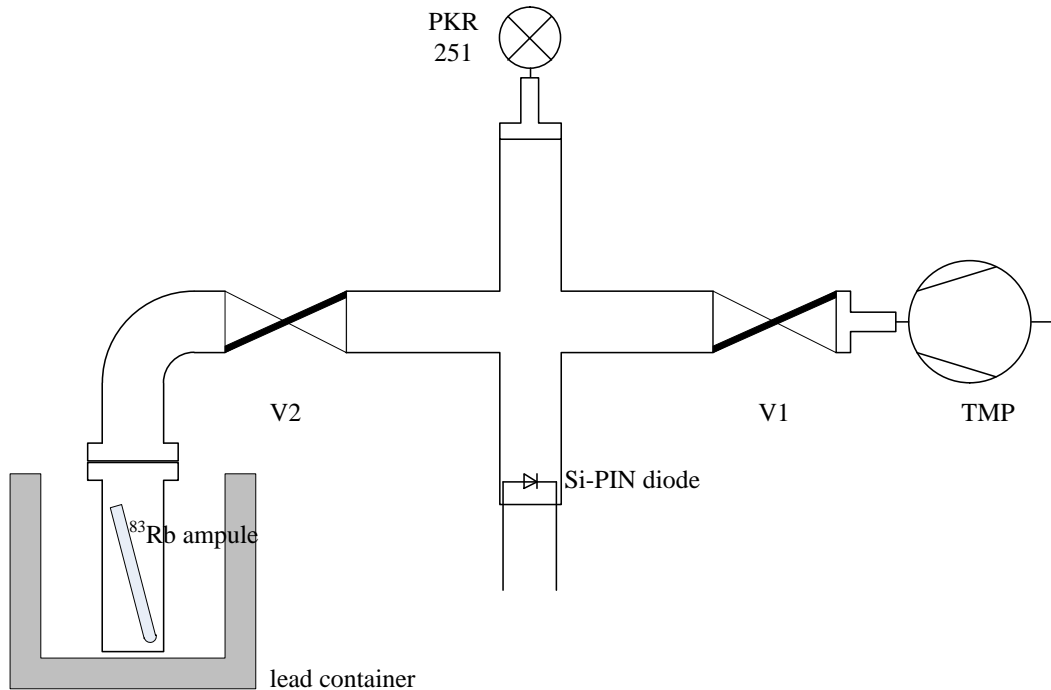 PKR
251
V2
V1
TMP
Si-PIN diode
⁸³Rb ampule
lead container